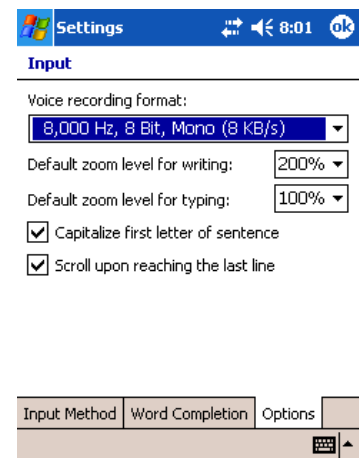 Settings 8:01 ok
Input
Voice recording format:
8,000 Hz, 8 Bit, Mono (8 KB/s)
Default zoom level for writing: 200%
Default zoom level for typing: 100%
Capitalize first letter of sentence
Scroll upon reaching the last line
Input Method Word Completion Options